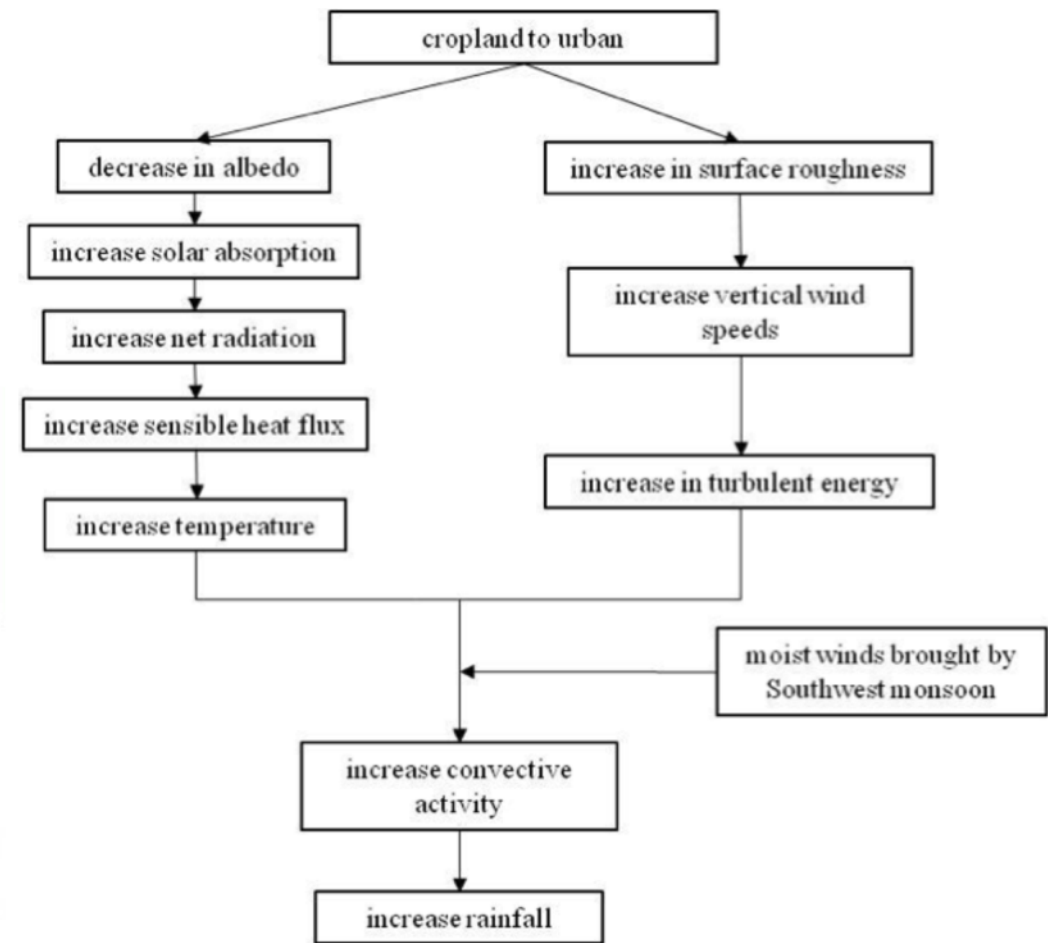 cropland to urban
decrease in albedo
increase in surface roughness
increase solar absorption
increase vertical wind
speeds
increase net radiation
increase sensible heat flux
increase in turbulent energy
increase temperature
moist winds brought by
Southwest monsoon
increase convective
activity
increase rainfall